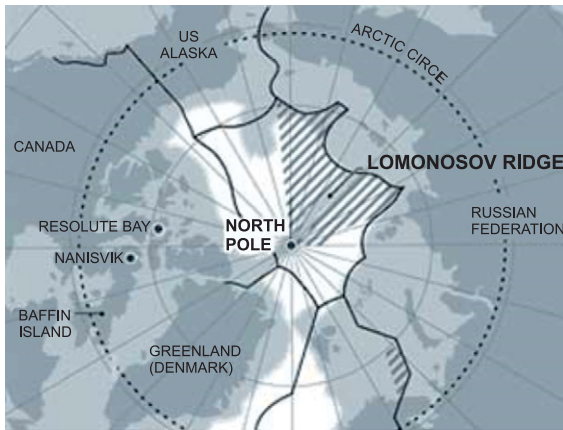 US
ALASKA
ARCTIC CIRCE
CANADA
LOMONOSOV RIDGE
RESOLUTE BAY
NORTH
POLE
RUSSIAN
FEDERATION
NANISVIK
BAFFIN
ISLAND
GREENLAND
(DENMARK)